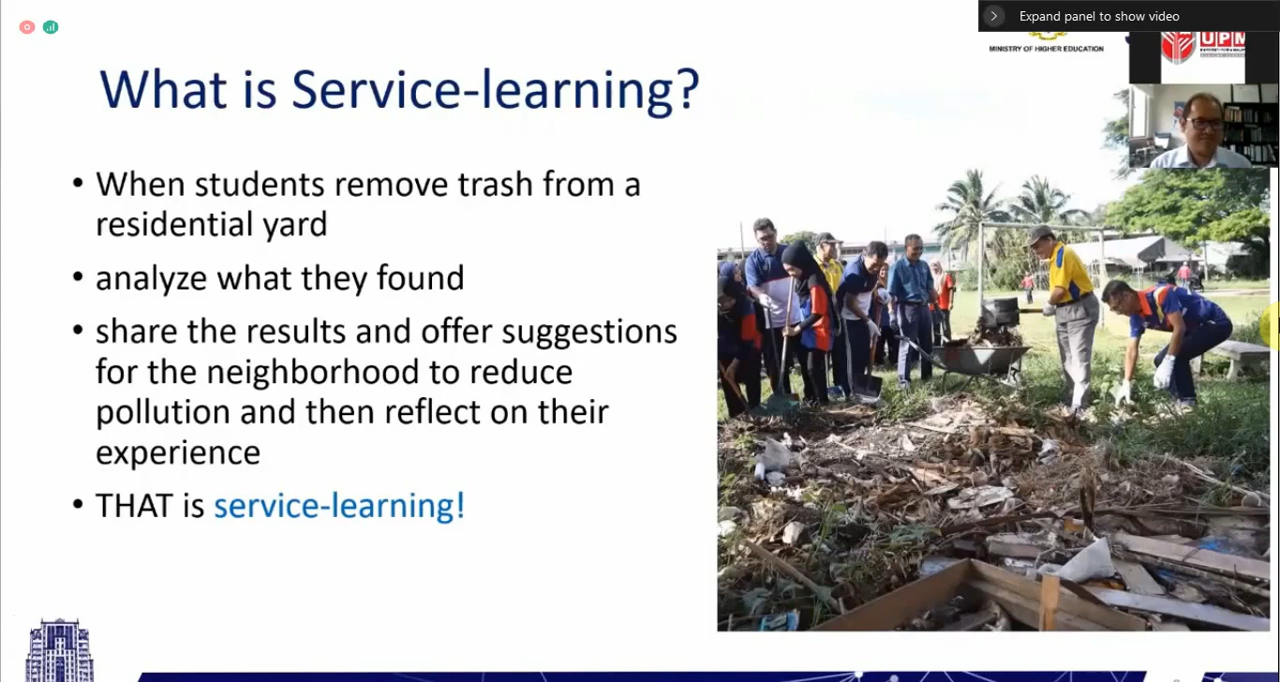 Expand panel to show video
MINISTRY OF HIGHER EDUCATION
UPM
What is Service-learning?
• When students remove trash from a
residential yard
• analyze what they found
• share the results and offer suggestions
for the neighborhood to reduce
pollution and then reflect on their
experience
• THAT is service-learning!